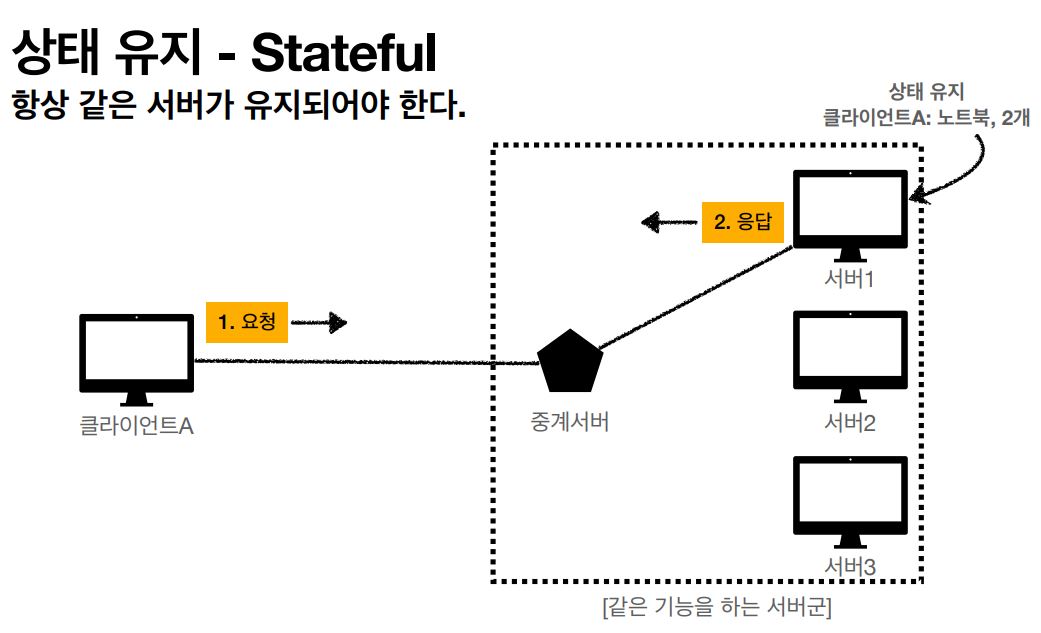 상태 유지 - Stateful
항상 같은 서버가 유지되어야 한다.
상태 유지
클라이언트A: 노트북, 2개
2. 응답
서버1
1. 요청
클라이언트A
중계서버
서버2
서버3
[같은 기능을 하는 서버군]